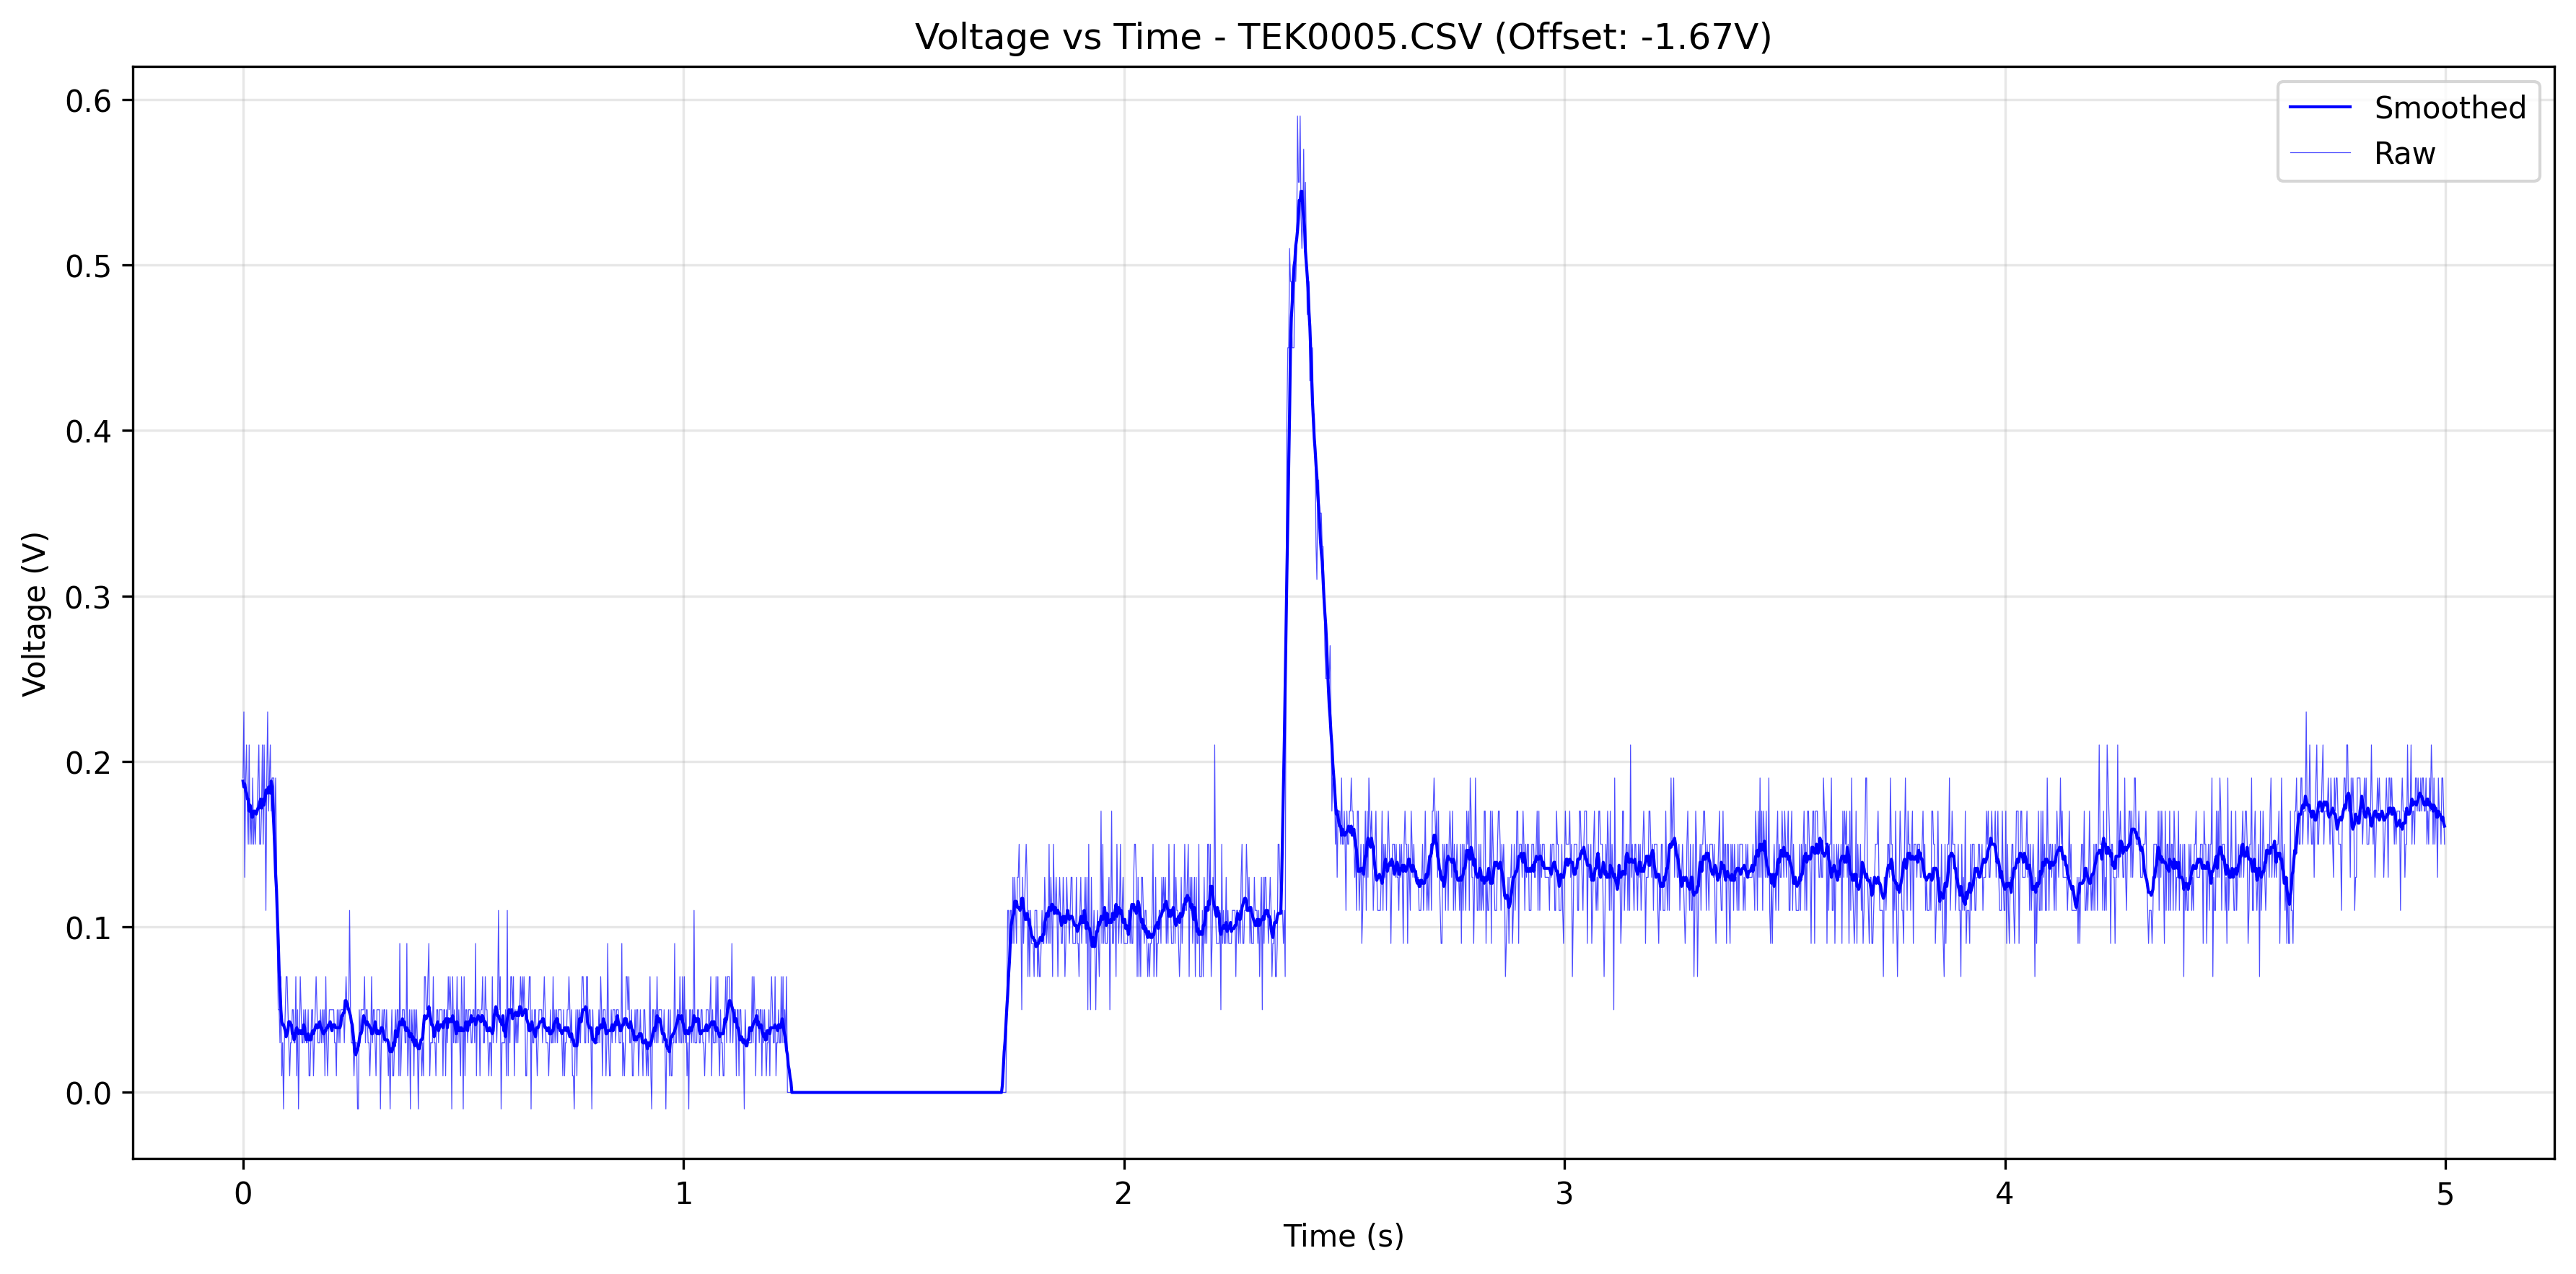 Voltage vs Time - TEK0005.CSV (Offset: -1.67V)
Smoothed
Raw
Voltage (V)
0.6
0.5
0.4
0.3
0.2
0.1
0.0
0 1 2 3 4 5
Time (s)